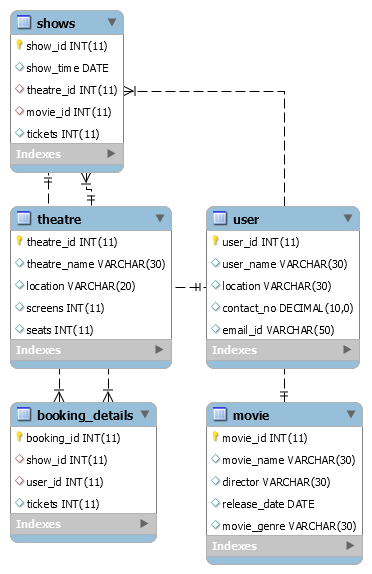 shows
show_id INT(11)
show_time DATE
theatre_id INT(11)
movie_id INT(11)
tickets INT(11)
Indexes
theatre
theatre_id INT(11)
theatre_name VARCHAR(30)
location VARCHAR(20)
screens INT(11)
seats INT(11)
Indexes
user
user_id INT(11)
user_name VARCHAR(30)
location VARCHAR(30)
contact_no DECIMAL(10,0)
email_id VARCHAR(50)
Indexes
booking_details
booking_id INT(11)
show_id INT(11)
user_id INT(11)
tickets INT(11)
Indexes
movie
movie_id INT(11)
movie_name VARCHAR(30)
director VARCHAR(30)
release_date DATE
movie_genre VARCHAR(30)
Indexes